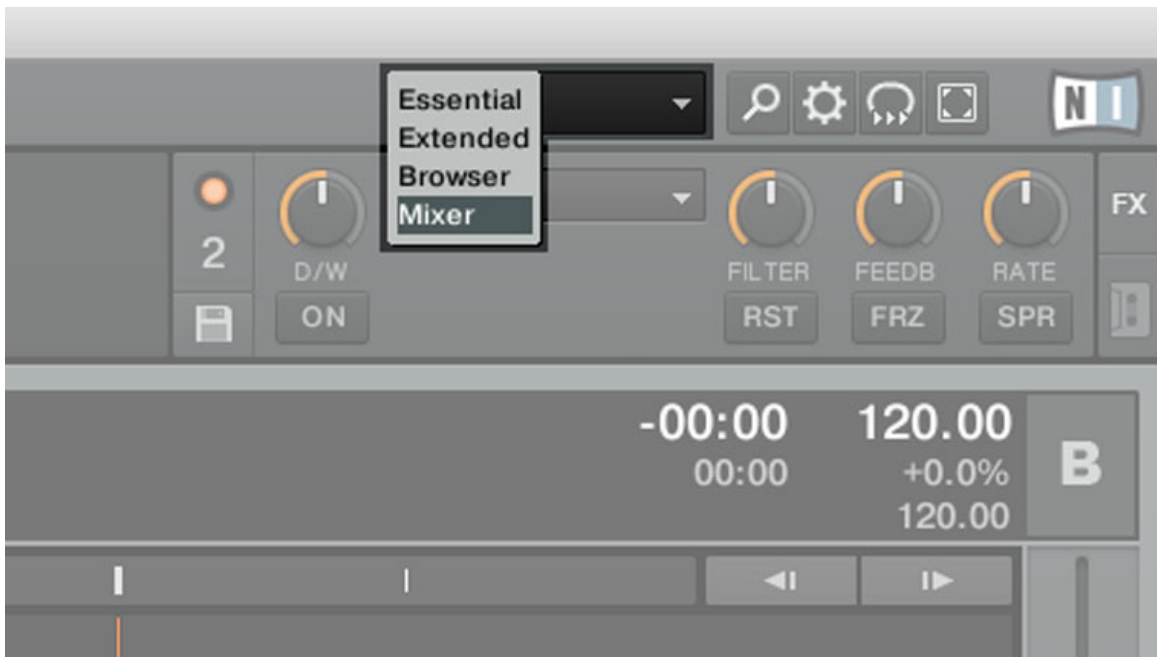 Essential
Extended
Browser
Mixer
N I
2
D/W
ON
FILTER FEEDB RATE
RST FRZ SPR
FX
-00:00 120.00
00:00 +0.0%
120.00
B